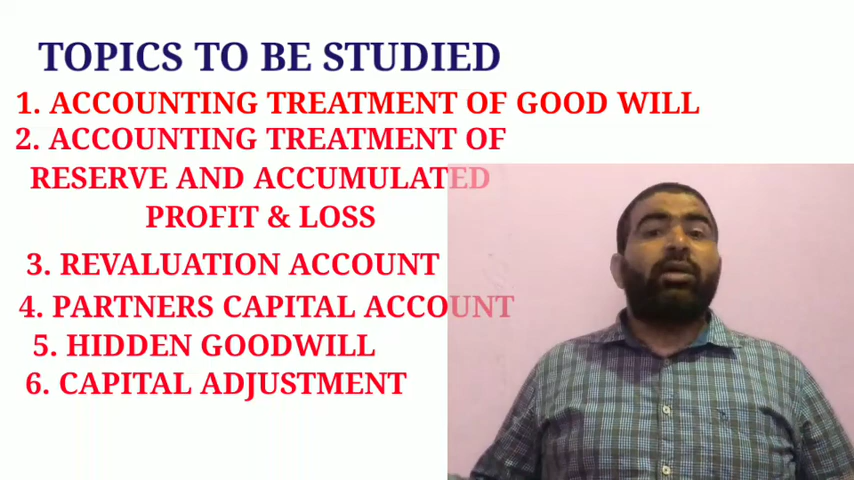 TOPICS TO BE STUDIED
1. ACCOUNTING TREATMENT OF GOOD WILL
2. ACCOUNTING TREATMENT OF
RESERVE AND ACCUMULATED
PROFIT & LOSS
3. REVALUATION ACCOUNT
4. PARTNERS CAPITAL ACCOUNT
5. HIDDEN GOODWILL
6. CAPITAL ADJUSTMENT